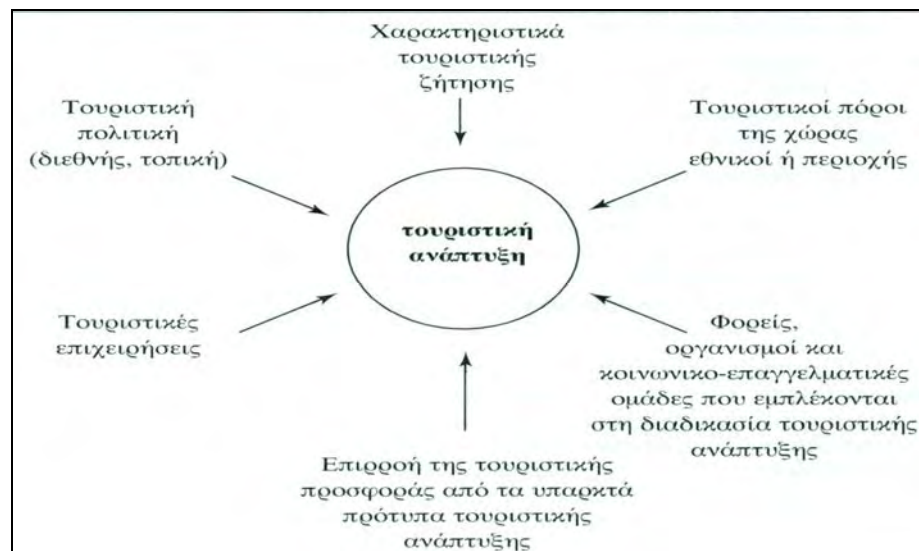 Χαρακτηριστικά
τουριστικής
ζήτησης
Τουριστική
πολιτική
(διεθνής, τοπική)
Τουριστικοί πόροι
της χώρας
εθνικοί ή περιοχής
τουριστική
ανάπτυξη
Τουριστικές
επιχειρήσεις
Φορείς,
οργανισμοί και
κοινωνικο-επαγγελματικές
ομάδες που εμπλέκονται
στη διαδικασία τουριστικής
ανάπτυξης
Επιρροή της τουριστικής
προσφοράς από τα υπαρκτά
πρότυπα τουριστικής
ανάπτυξης